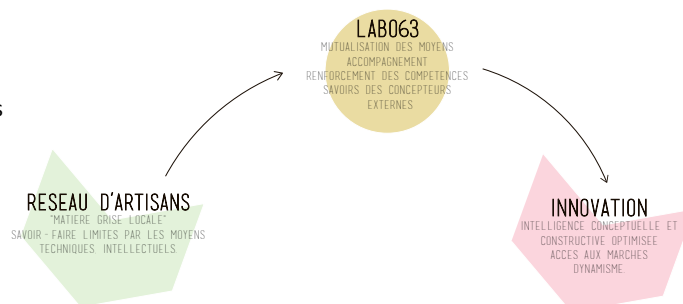 LABO63
MUTUALISATION DES MOYENS
ACCOMPAGNEMENT
RENFORCEMENT DES COMPETENCES
SAVOIRS DES CONCEPTEURS
EXTERNES
S
RESEAU D'ARTISANS
"MATIERE GRISE LOCALE"
SAVOIR - FAIRE LIMITES PAR LES MOYENS
TECHNIQUES. INTELLECTUELS.
INNOVATION
INTELLIGENCE CONCEPTUELLE ET
CONSTRUCTIVE OPTIMISEE
ACCES AUX MARCHES
DYNAMISME.